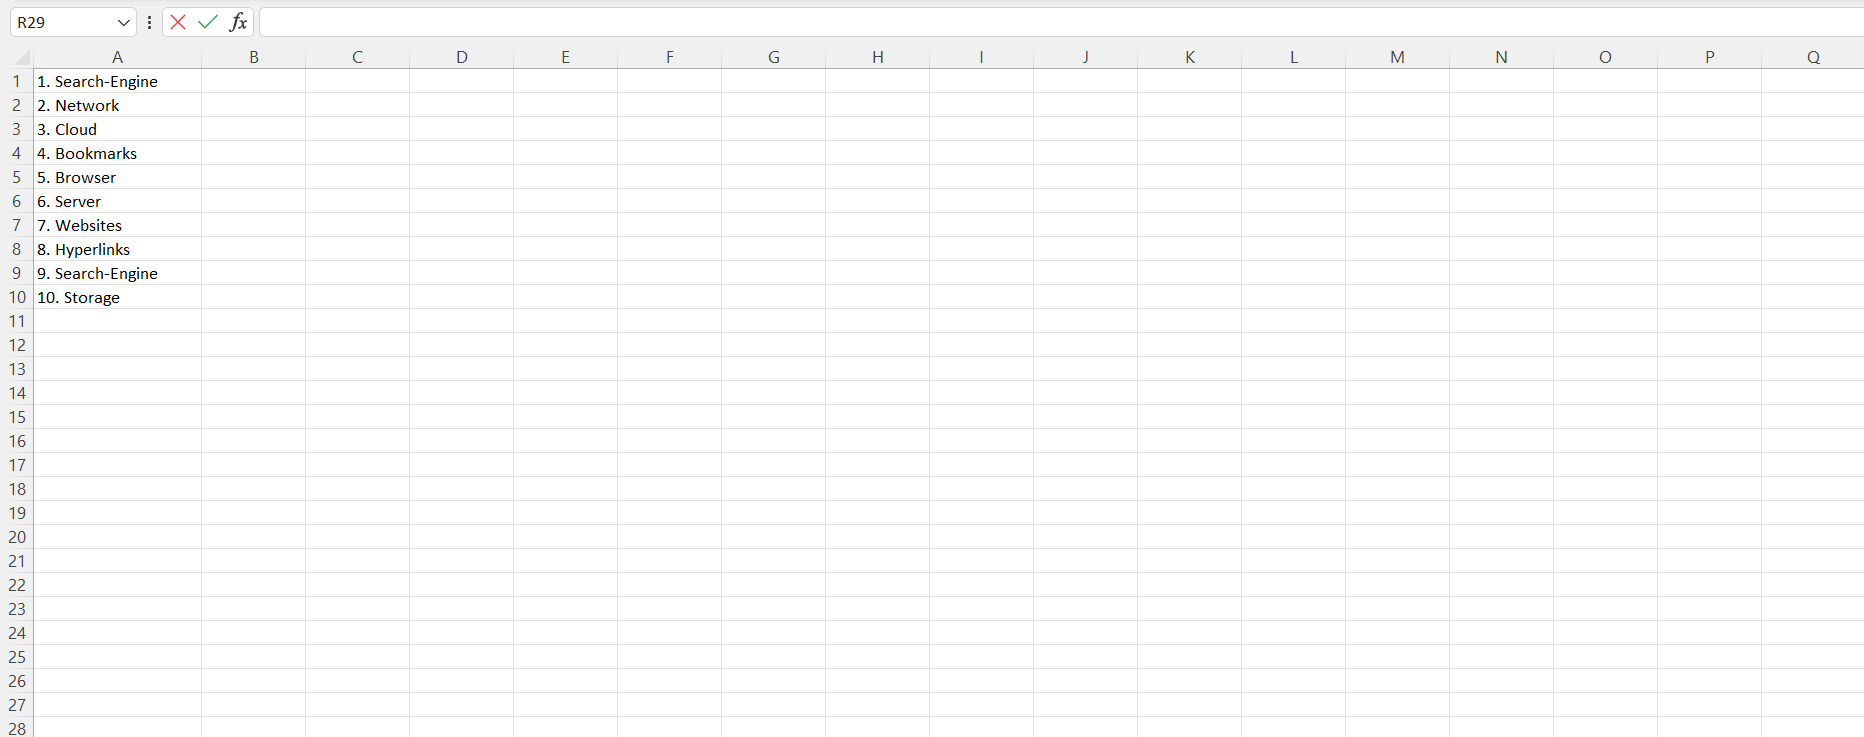 R29 fx
A B C D E F G H I J K L M N O P Q
1 1. Search-Engine
2 2. Network
3 3. Cloud
4 4. Bookmarks
5 5. Browser
6 6. Server
7 7. Websites
8 8. Hyperlinks
9 9. Search-Engine
10 10. Storage
11
12
13
14
15
16
17
18
19
20
21
22
23
24
25
26
27
28